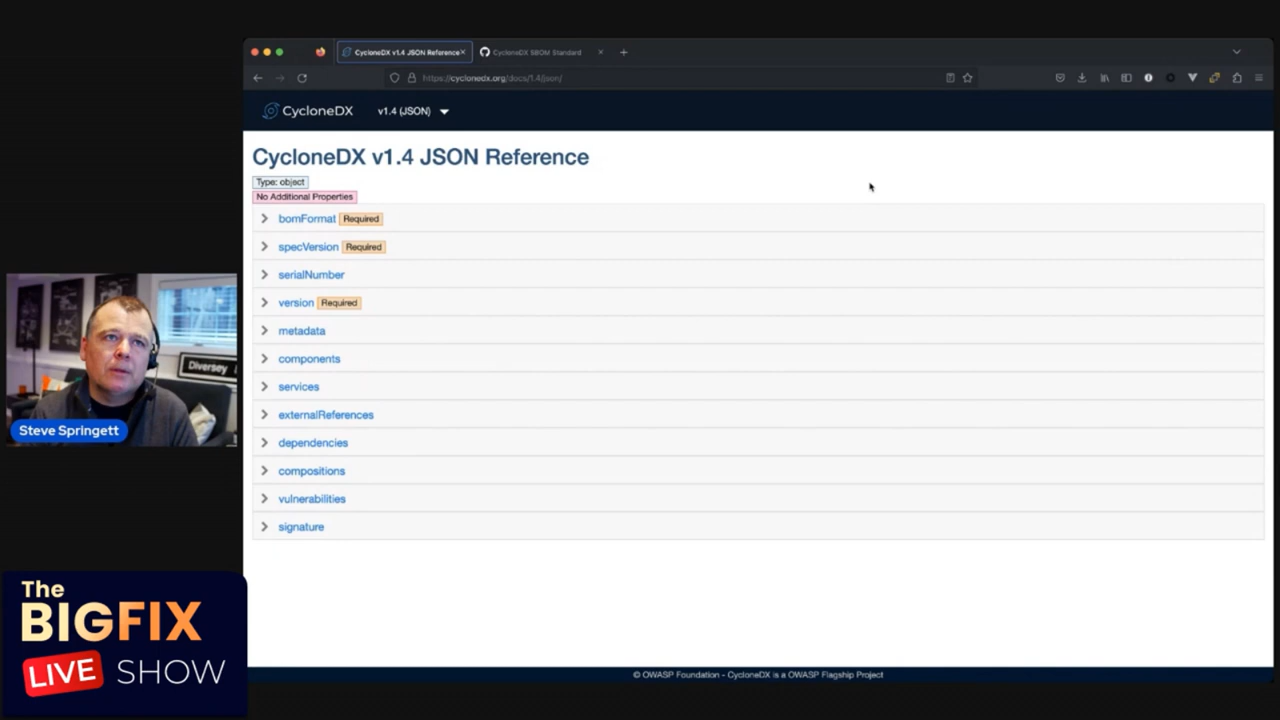 CycloneDX v1.4 JSON Reference
CycloneDX SBOM Standard
https://cyclonedx.org/docs/1.4/json/
CycloneDX
v1.4 (JSON)
CycloneDX v1.4 JSON Reference
Type: object
No Additional Properties
bomFormat Required
specVersion Required
serialNumber
version Required
metadata
components
services
externalReferences
dependencies
compositions
vulnerabilities
signature
© OWASP Foundation - CycloneDX is a OWASP Flagship Project
Diversey
Steve Springett
The
BIGFIX
LIVE SHOW